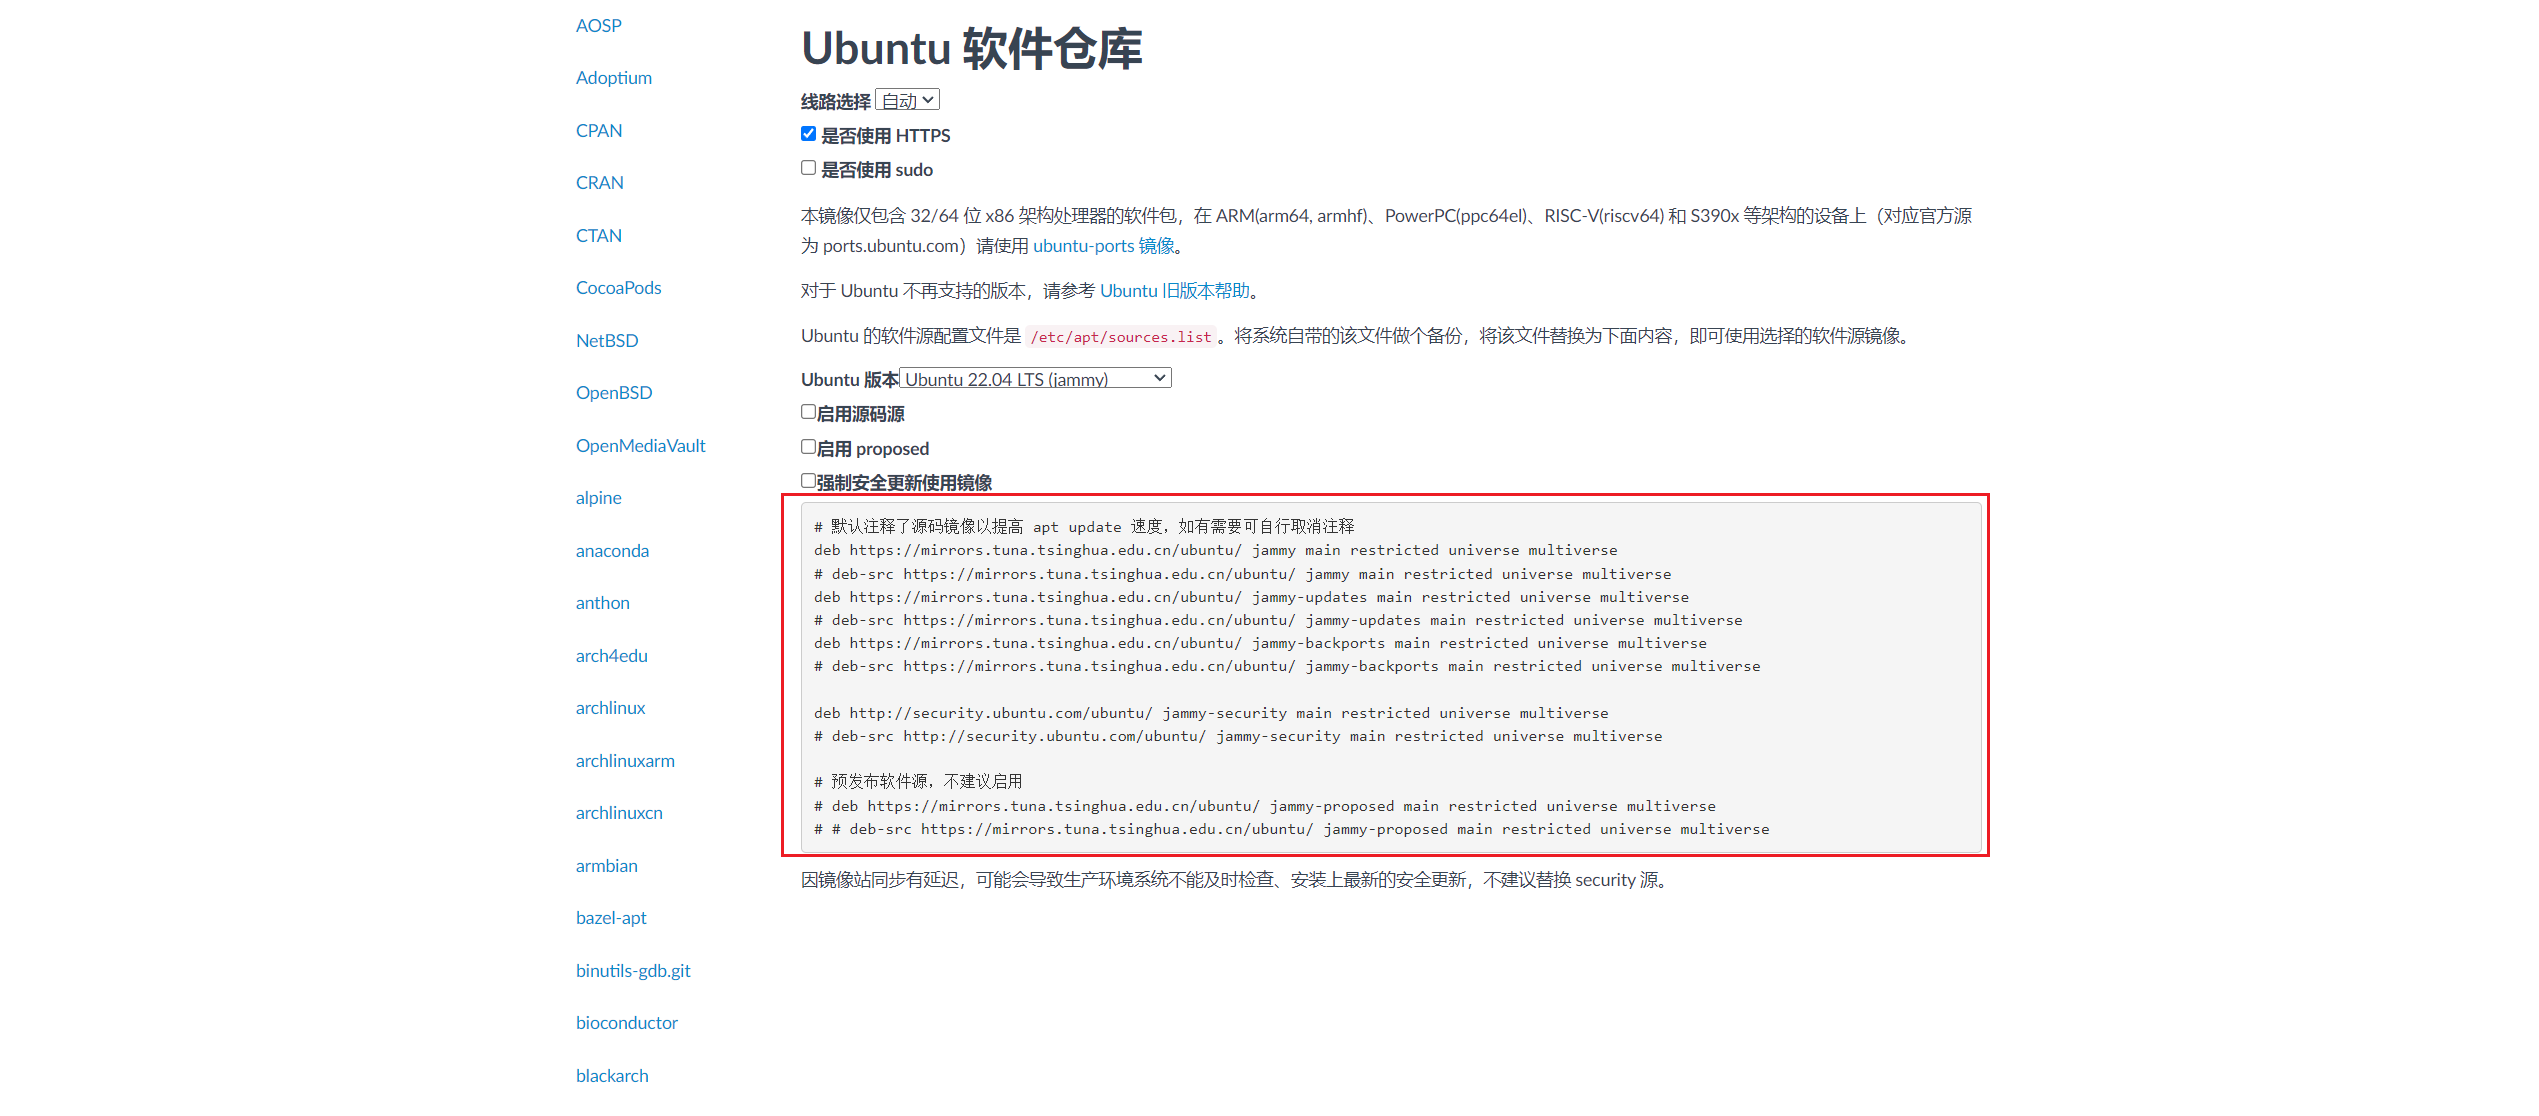 AOSP
Adoptium
CPAN
CRAN
CTAN
CocoaPods
NetBSD
OpenBSD
OpenMediaVault
alpine
anaconda
anthon
arch4edu
archlinux
archlinuxarm
archlinuxcn
armbian
bazel-apt
binutils-gdb.git
bioconductor
blackarch
Ubuntu 软件仓库
线路选择 自动
是否使用 HTTPS
是否使用 sudo
本镜像仅包含 32/64 位 x86 架构处理器的软件包，在 ARM(arm64, armhf)、PowerPC(ppc64el)、RISC-V(riscv64) 和 S390x 等架构的设备上（对应官方源
为 ports.ubuntu.com）请使用 ubuntu-ports 镜像。
对于 Ubuntu 不再支持的版本，请参考 Ubuntu 旧版本帮助。
Ubuntu 的软件源配置文件是 /etc/apt/sources.list。将系统自带的该文件做个备份，将该文件替换为下面内容，即可使用选择的软件源镜像。
Ubuntu 版本 Ubuntu 22.04 LTS (jammy)
启用源码源
启用 proposed
强制安全更新使用镜像
# 默认注释了源码镜像以提高 apt update 速度，如有需要可自行取消注释
deb https://mirrors.tuna.tsinghua.edu.cn/ubuntu/ jammy main restricted universe multiverse
# deb-src https://mirrors.tuna.tsinghua.edu.cn/ubuntu/ jammy main restricted universe multiverse
deb https://mirrors.tuna.tsinghua.edu.cn/ubuntu/ jammy-updates main restricted universe multiverse
# deb-src https://mirrors.tuna.tsinghua.edu.cn/ubuntu/ jammy-updates main restricted universe multiverse
deb https://mirrors.tuna.tsinghua.edu.cn/ubuntu/ jammy-backports main restricted universe multiverse
# deb-src https://mirrors.tuna.tsinghua.edu.cn/ubuntu/ jammy-backports main restricted universe multiverse
deb http://security.ubuntu.com/ubuntu/ jammy-security main restricted universe multiverse
# deb-src http://security.ubuntu.com/ubuntu/ jammy-security main restricted universe multiverse
# 预发布软件源，不建议启用
# deb https://mirrors.tuna.tsinghua.edu.cn/ubuntu/ jammy-proposed main restricted universe multiverse
# # deb-src https://mirrors.tuna.tsinghua.edu.cn/ubuntu/ jammy-proposed main restricted universe multiverse
因镜像站同步有延迟，可能会导致生产环境系统不能及时检查、安装上最新的安全更新，不建议替换 security 源。